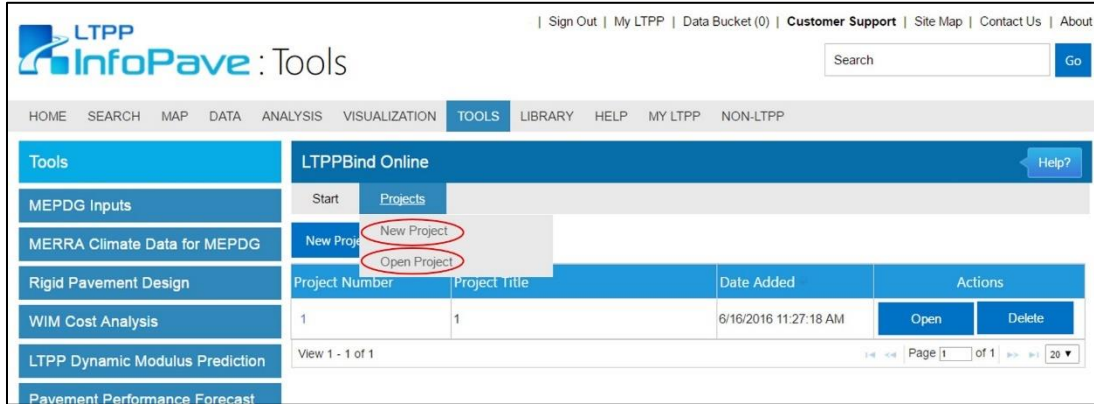 | Sign Out | My LTPP | Data Bucket (0) | Customer Support | Site Map | Contact Us | About
LTPP
InfoPave : Tools
Search Go
HOME SEARCH MAP DATA ANALYSIS VISUALIZATION TOOLS LIBRARY HELP MY LTPP NON-LTPP
Tools
MEPDG Inputs
MERRA Climate Data for MEPDG
Rigid Pavement Design
WIM Cost Analysis
LTPP Dynamic Modulus Prediction
Pavement Performance Forecast
LTPPBind Online Help?
Start Projects
New Proje
New Project
Open Project
Project Number Project Title Date Added Actions
1 1 6/16/2016 11:27:18 AM Open Delete
View 1 - 1 of 1 Page 1 of 1 20